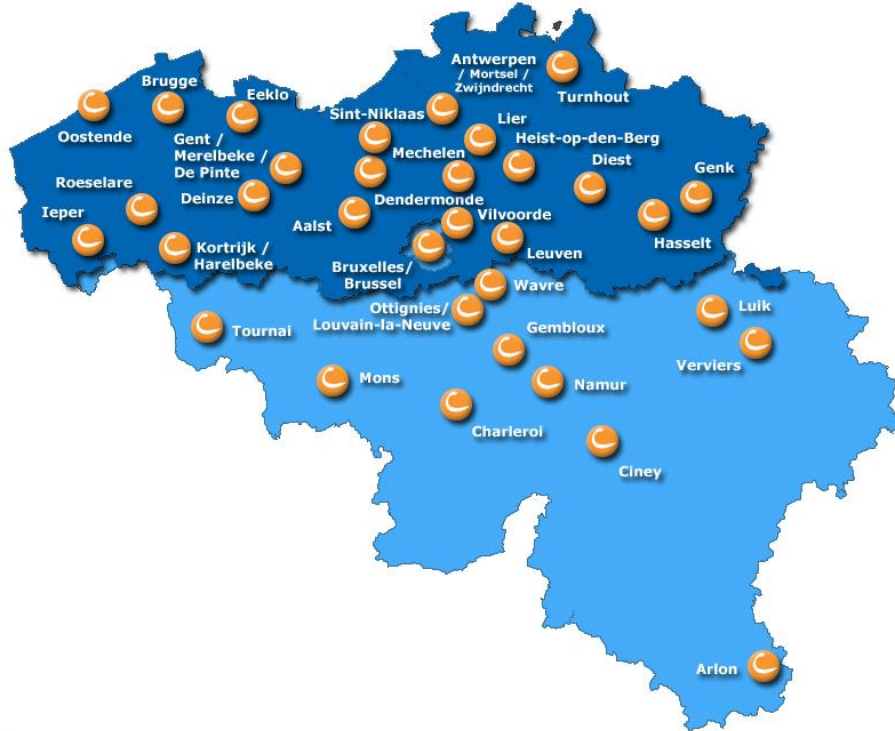 Antwerpen
/ Mortsel /
Zwijndrecht
Turnhout
Brugge
Eeklo
Oostende
Sint-Niklaas
Lier
Gent /
Merelbeke /
De Pinte
Heist-op-den-Berg
Mechelen
Diest
Genk
Roeselare
Deinze
Dendermonde
Ieper
Aalst
Vilvoorde
Hasselt
Kortrijk /
Harelbeke
Leuven
Bruxelles/
Brussel
Wavre
Ottignies/
Louvain-la-Neuve
Luik
Tournai
Gembloux
Verviers
Mons
Namur
Charleroi
Ciney
Arlon